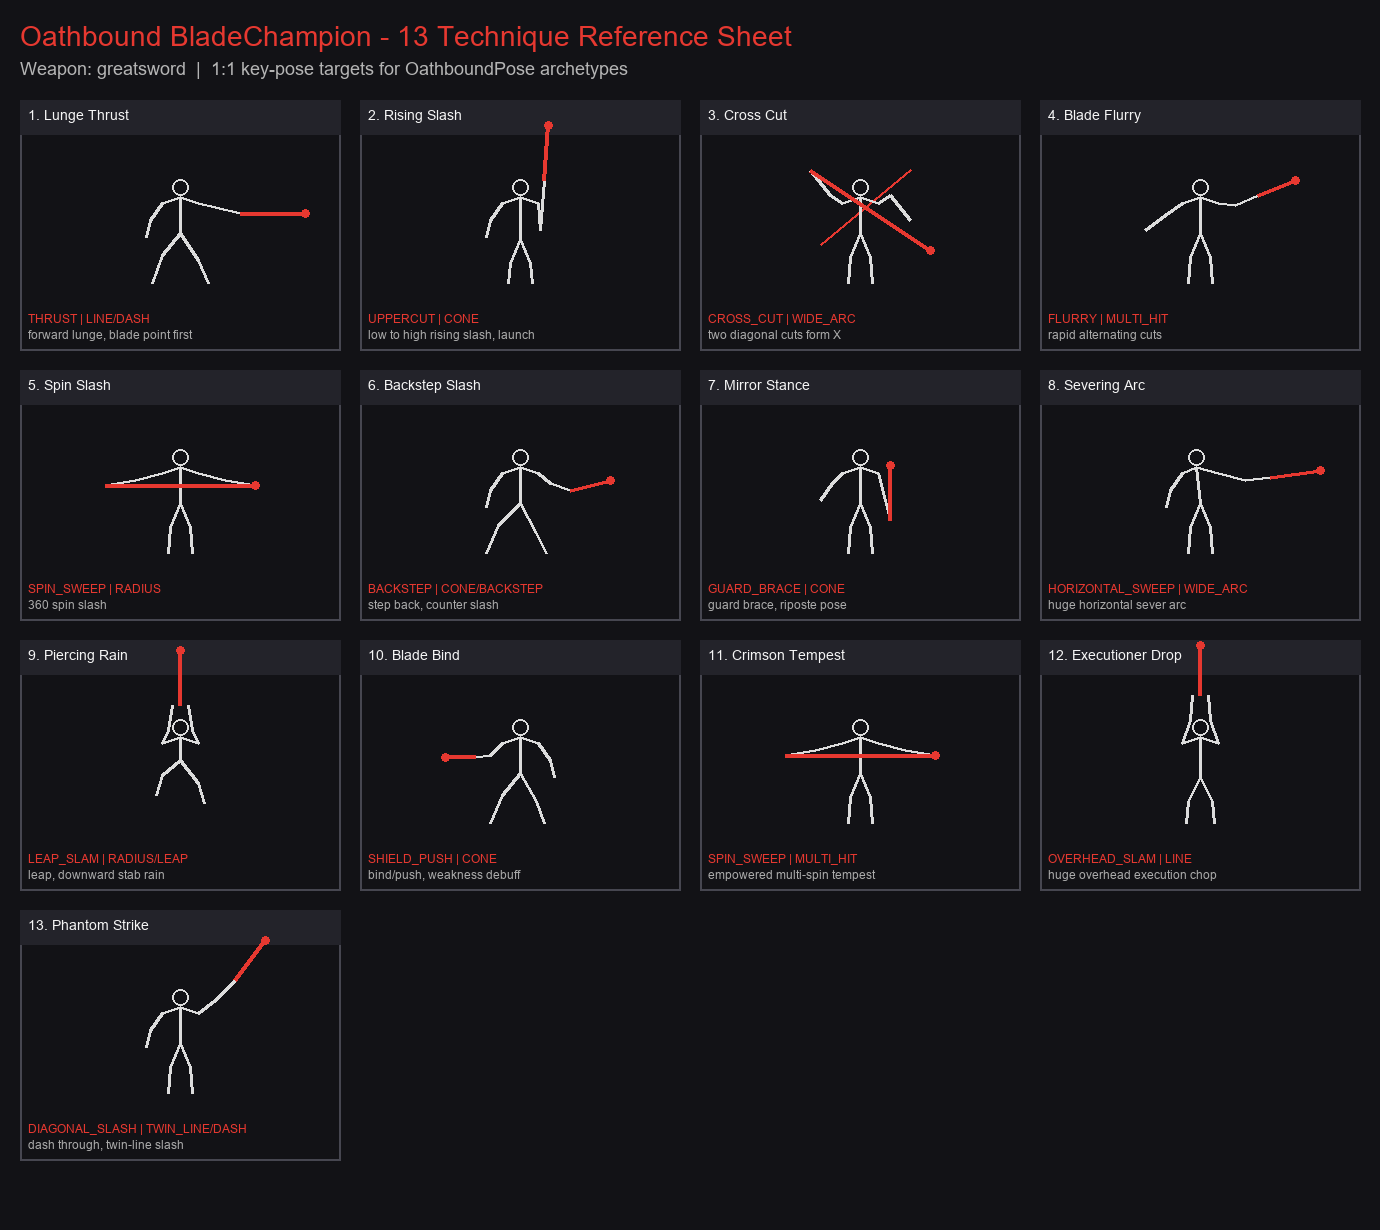 Oathbound BladeChampion - 13 Technique Reference Sheet
Weapon: greatsword | 1:1 key-pose targets for OathboundPose archetypes
1. Lunge Thrust
THRUST | LINE/DASH
forward lunge, blade point first
2. Rising Slash
UPPERCUT | CONE
low to high rising slash, launch
3. Cross Cut
CROSS_CUT | WIDE_ARC
two diagonal cuts form X
4. Blade Flurry
FLURRY | MULTI_HIT
rapid alternating cuts
5. Spin Slash
SPIN_SWEEP | RADIUS
360 spin slash
6. Backstep Slash
BACKSTEP | CONE/BACKSTEP
step back, counter slash
7. Mirror Stance
GUARD_BRACE | CONE
guard brace, riposte pose
8. Severing Arc
HORIZONTAL_SWEEP | WIDE_ARC
huge horizontal sever arc
9. Piercing Rain
LEAP_SLAM | RADIUS/LEAP
leap, downward stab rain
10. Blade Bind
SHIELD_PUSH | CONE
bind/push, weakness debuff
11. Crimson Tempest
SPIN_SWEEP | MULTI_HIT
empowered multi-spin tempest
12. Executioner Drop
OVERHEAD_SLAM | LINE
huge overhead execution chop
13. Phantom Strike
DIAGONAL_SLASH | TWIN_LINE/DASH
dash through, twin-line slash